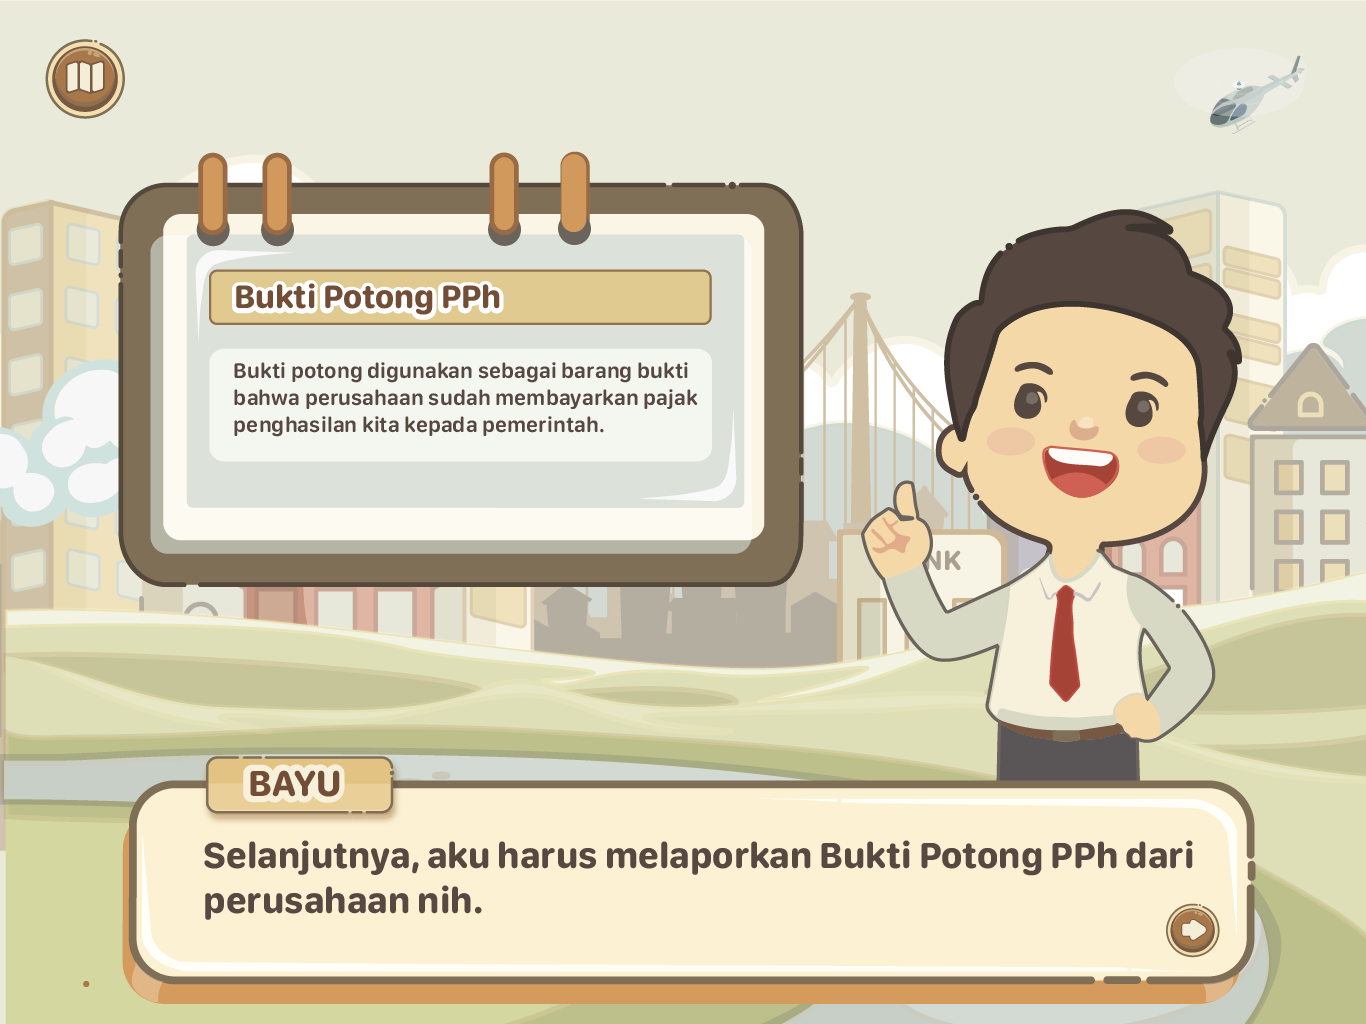 Bukti Potong PPh
Bukti potong digunakan sebagai barang bukti
bahwa perusahaan sudah membayarkan pajak
penghasilan kita kepada pemerintah.
NK
BAYU
Selanjutnya, aku harus melaporkan Bukti Potong PPh dari
perusahaan nih.